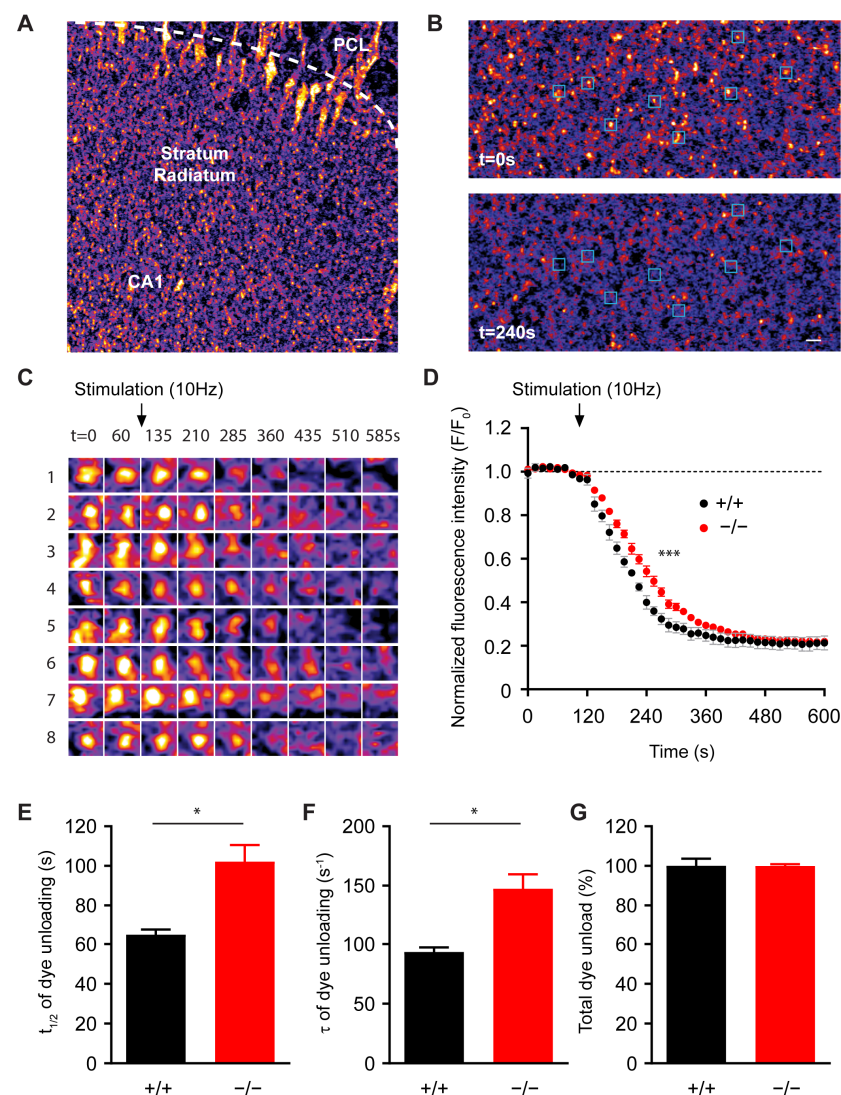 A
PCL
Stratum
Radiatum
CA1
B
t=0s
t=240s
C
Stimulation (10Hz)
t=0 60 135 210 285 360 435 510 585s
1
2
3
4
5
6
7
8
D
Stimulation (10Hz)
Normalized fluorescence intensity (F/F0)
1.2
1.0
0.8
0.6
0.4
0.2
0
+/+
−/−
***
0 120 240 360 480 600
Time (s)
E
t1/2 of dye unloading (s)
120
100
80
60
40
20
0
*
+/+ −/−
F
τ of dye unloading (s-1)
200
150
100
50
0
*
+/+ −/−
G
Total dye unload (%)
120
100
80
60
40
20
0
+/+ −/−